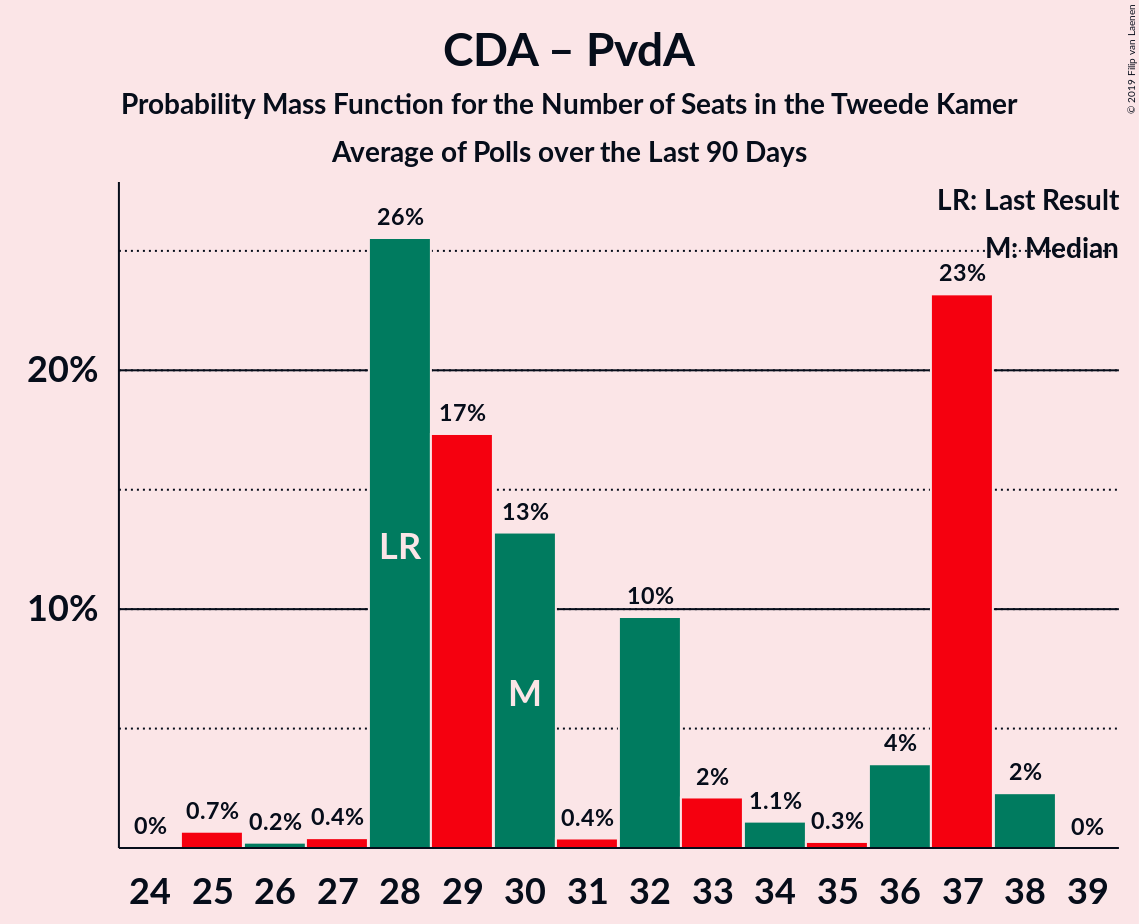 CDA – PvdA
Probability Mass Function for the Number of Seats in the Tweede Kamer
Average of Polls over the Last 90 Days
© 2019 Filip van Laenen
LR: Last Result
M: Median
20%
10%
0%
0.7%
0.2%
0.4%
26%
17%
13%
0.4%
10%
2%
1.1%
0.3%
4%
23%
2%
0%
LR
M
24 25 26 27 28 29 30 31 32 33 34 35 36 37 38 39